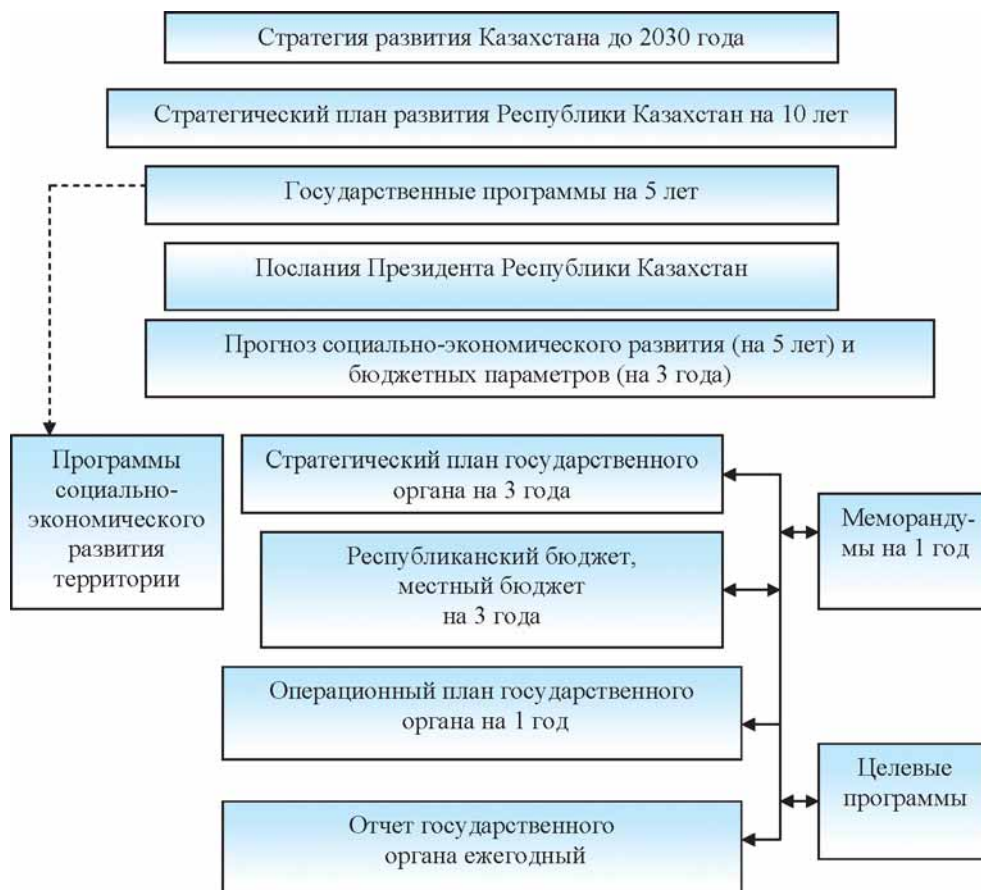 Стратегия развития Казахстана до 2030 года
Стратегический план развития Республики Казахстан на 10 лет
Государственные программы на 5 лет
Послания Президента Республики Казахстан
Прогноз социально-экономического развития (на 5 лет) и
бюджетных параметров (на 3 года)
Программы
социально-
экономического
развития
территории
Стратегический план государственного
органа на 3 года
Республиканский бюджет,
местный бюджет
на 3 года
Операционный план государственного
органа на 1 год
Отчет государственного
органа ежегодный
Меморанду-
мы на 1 год
Целевые
программы